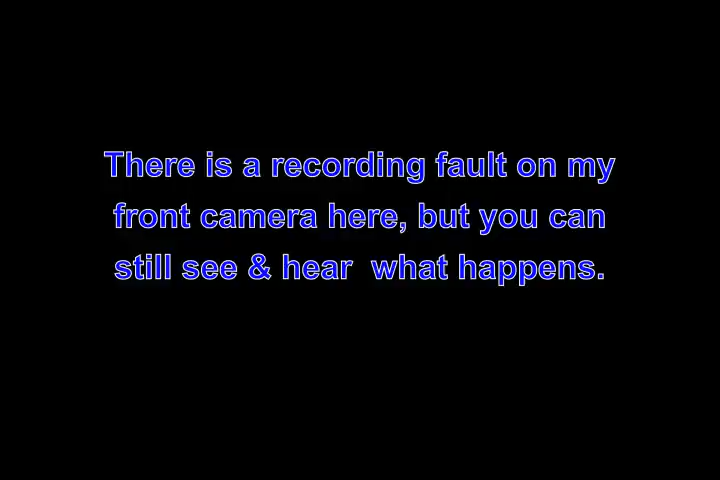 There is a recording fault on my
front camera here, but you can
still see & hear  what happens.